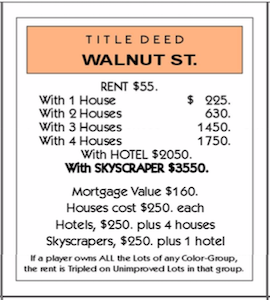 TITLE DEED
WALNUT ST.
RENT $55.
With 1 House $ 225.
With 2 Houses 630.
With 3 Houses 1450.
With 4 Houses 1750.
With HOTEL $2050.
With SKYSCRAPER $3550.
Mortgage Value $160.
Houses cost $250. each
Hotels, $250. plus 4 houses
Skyscrapers, $250. plus 1 hotel
If a player owns ALL the Lots of any Color-Group,
the rent is Tripled on Unimproved Lots in that group.